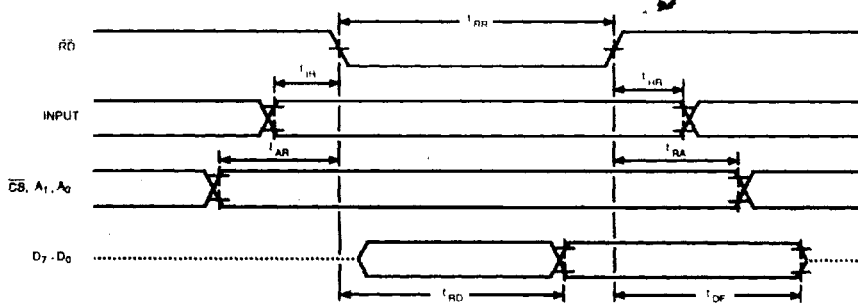 tRR
RD
tIR
tHR
INPUT
tAR
tRA
CS, A1, A0
D7 - D0
tRD
tDF